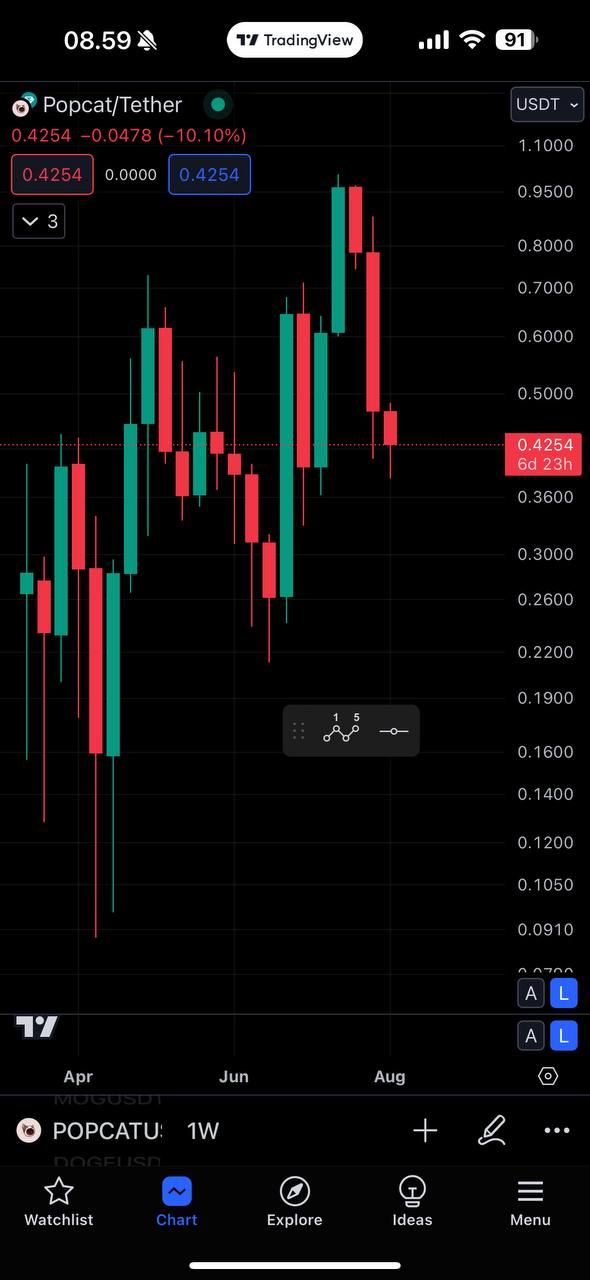 08.59
TradingView
91
Popcat/Tether
USDT
0.4254 −0.0478 (−10.10%)
0.4254 0.0000 0.4254
3
1.1000
0.9500
0.8000
0.7000
0.6000
0.5000
0.4254
6d 23h
0.3600
0.3000
0.2600
0.2200
0.1900
1 5
0.1600
0.1400
0.1200
0.1050
0.0910
A L
A L
Apr Jun Aug
MOGUSDT
POPCATUS 1W
DOGEUSD
Watchlist Chart Explore Ideas Menu